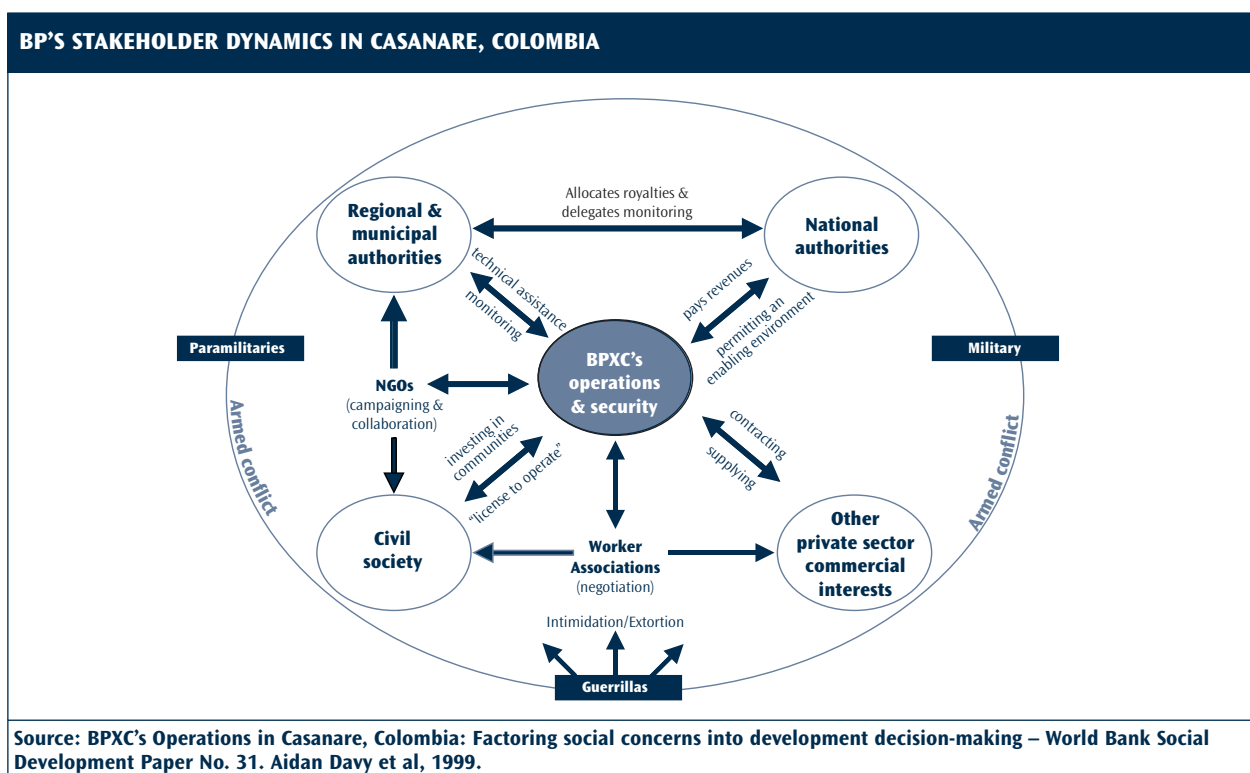 BP'S STAKEHOLDER DYNAMICS IN CASANARE, COLOMBIA
Allocates royalties &
delegates monitoring
Regional &
municipal
authorities
National
authorities
technical assistance
monitoring
pays revenues
permitting an
enabling environment
Paramilitaries
Military
BPXC's
operations
& security
NGOs
(campaigning &
collaboration)
Armed conflict
Armed conflict
investing in
communities
"license to operate"
contracting
supplying
Civil
society
Worker
Associations
(negotiation)
Other
private sector
commercial
interests
Intimidation/Extortion
Guerrillas
Source: BPXC's Operations in Casanare, Colombia: Factoring social concerns into development decision-making – World Bank Social
Development Paper No. 31. Aidan Davy et al, 1999.